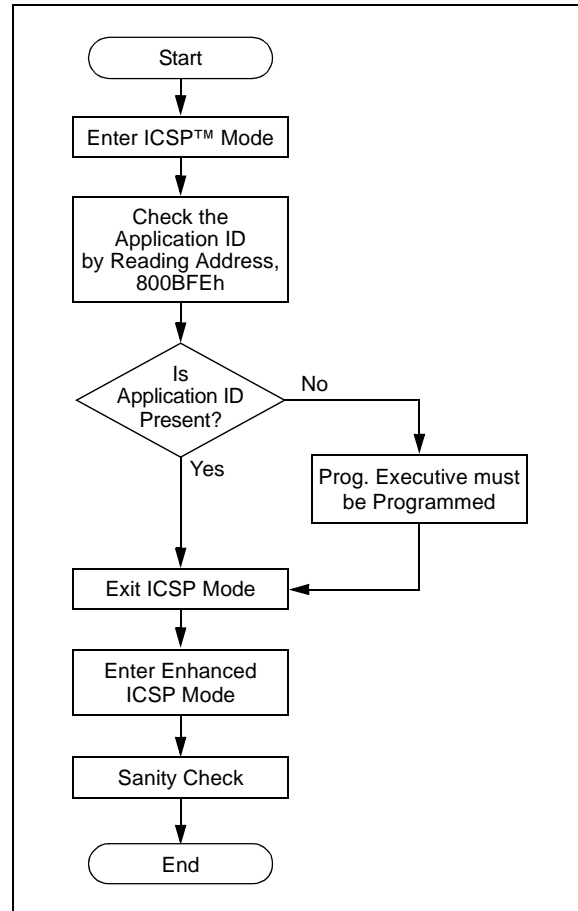 Start
Enter ICSP™ Mode
Check the
Application ID
by Reading Address,
800BFEh
Is
Application ID
Present?
No
Yes
Prog. Executive must
be Programmed
Exit ICSP Mode
Enter Enhanced
ICSP Mode
Sanity Check
End